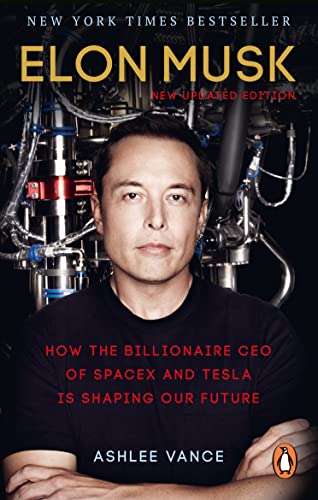 NEW YORK TIMES BESTSELLER
ELON MUSK
NEW UPDATED EDITION
HOW THE BILLIONAIRE CEO
OF SPACEX AND TESLA
IS SHAPING OUR FUTURE
ASHLEE VANCE